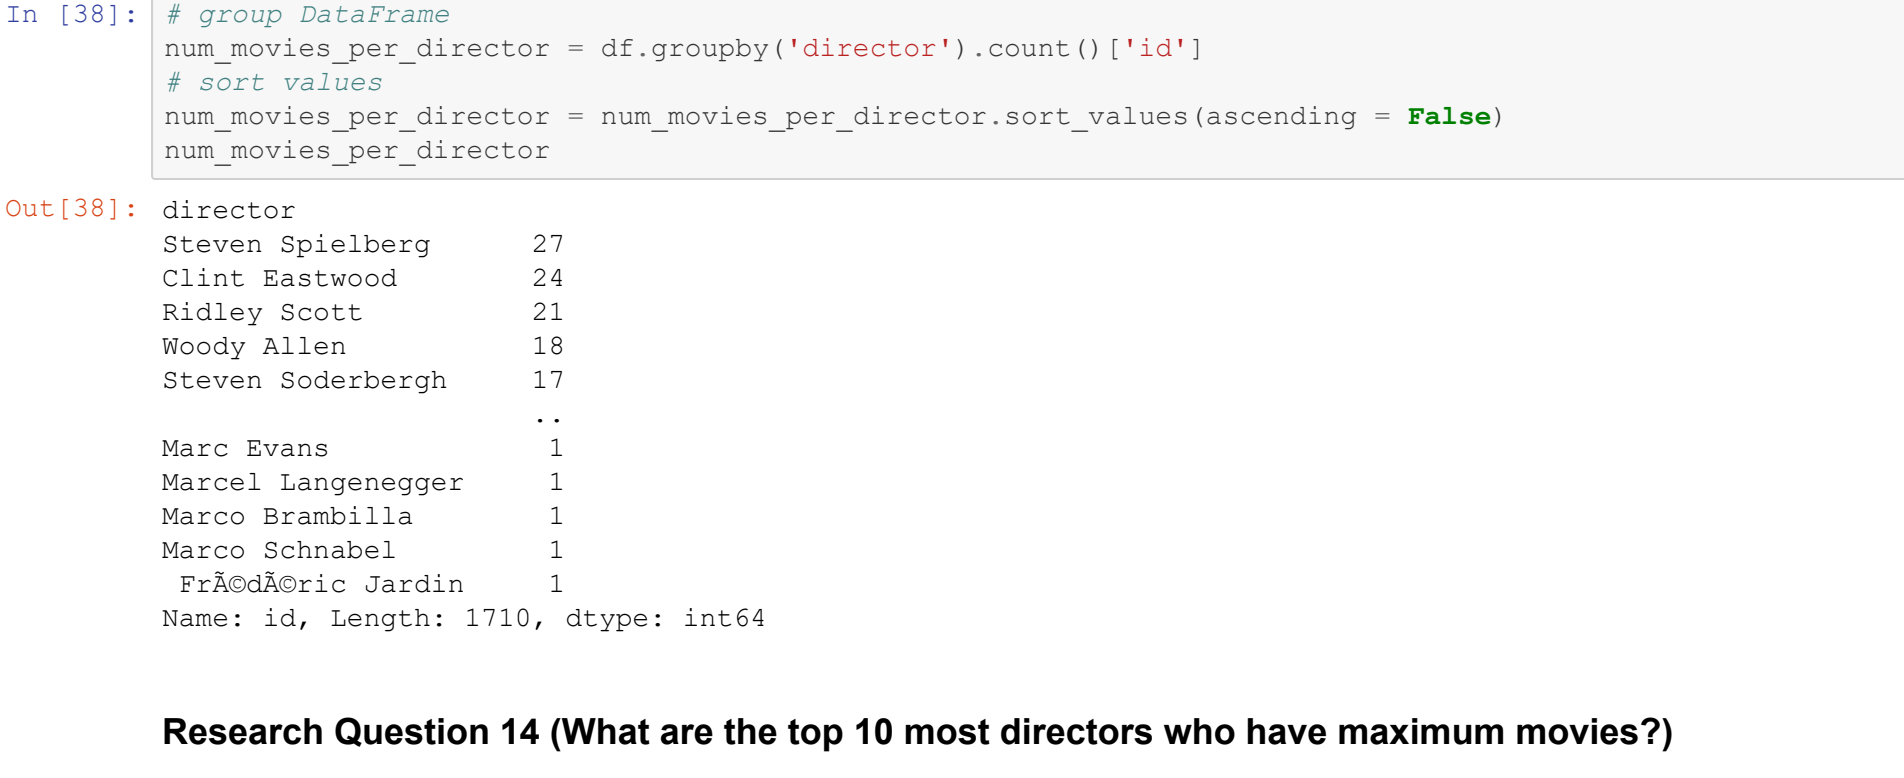 In [38]: # group DataFrame
num_movies_per_director = df.groupby('director').count()['id']
# sort values
num_movies_per_director = num_movies_per_director.sort_values(ascending = False)
num_movies_per_director
Out[38]: director
Steven Spielberg 27
Clint Eastwood 24
Ridley Scott 21
Woody Allen 18
Steven Soderbergh 17
..
Marc Evans 1
Marcel Langenegger 1
Marco Brambilla 1
Marco Schnabel 1
FrÃ©dÃ©ric Jardin 1
Name: id, Length: 1710, dtype: int64
Research Question 14 (What are the top 10 most directors who have maximum movies?)